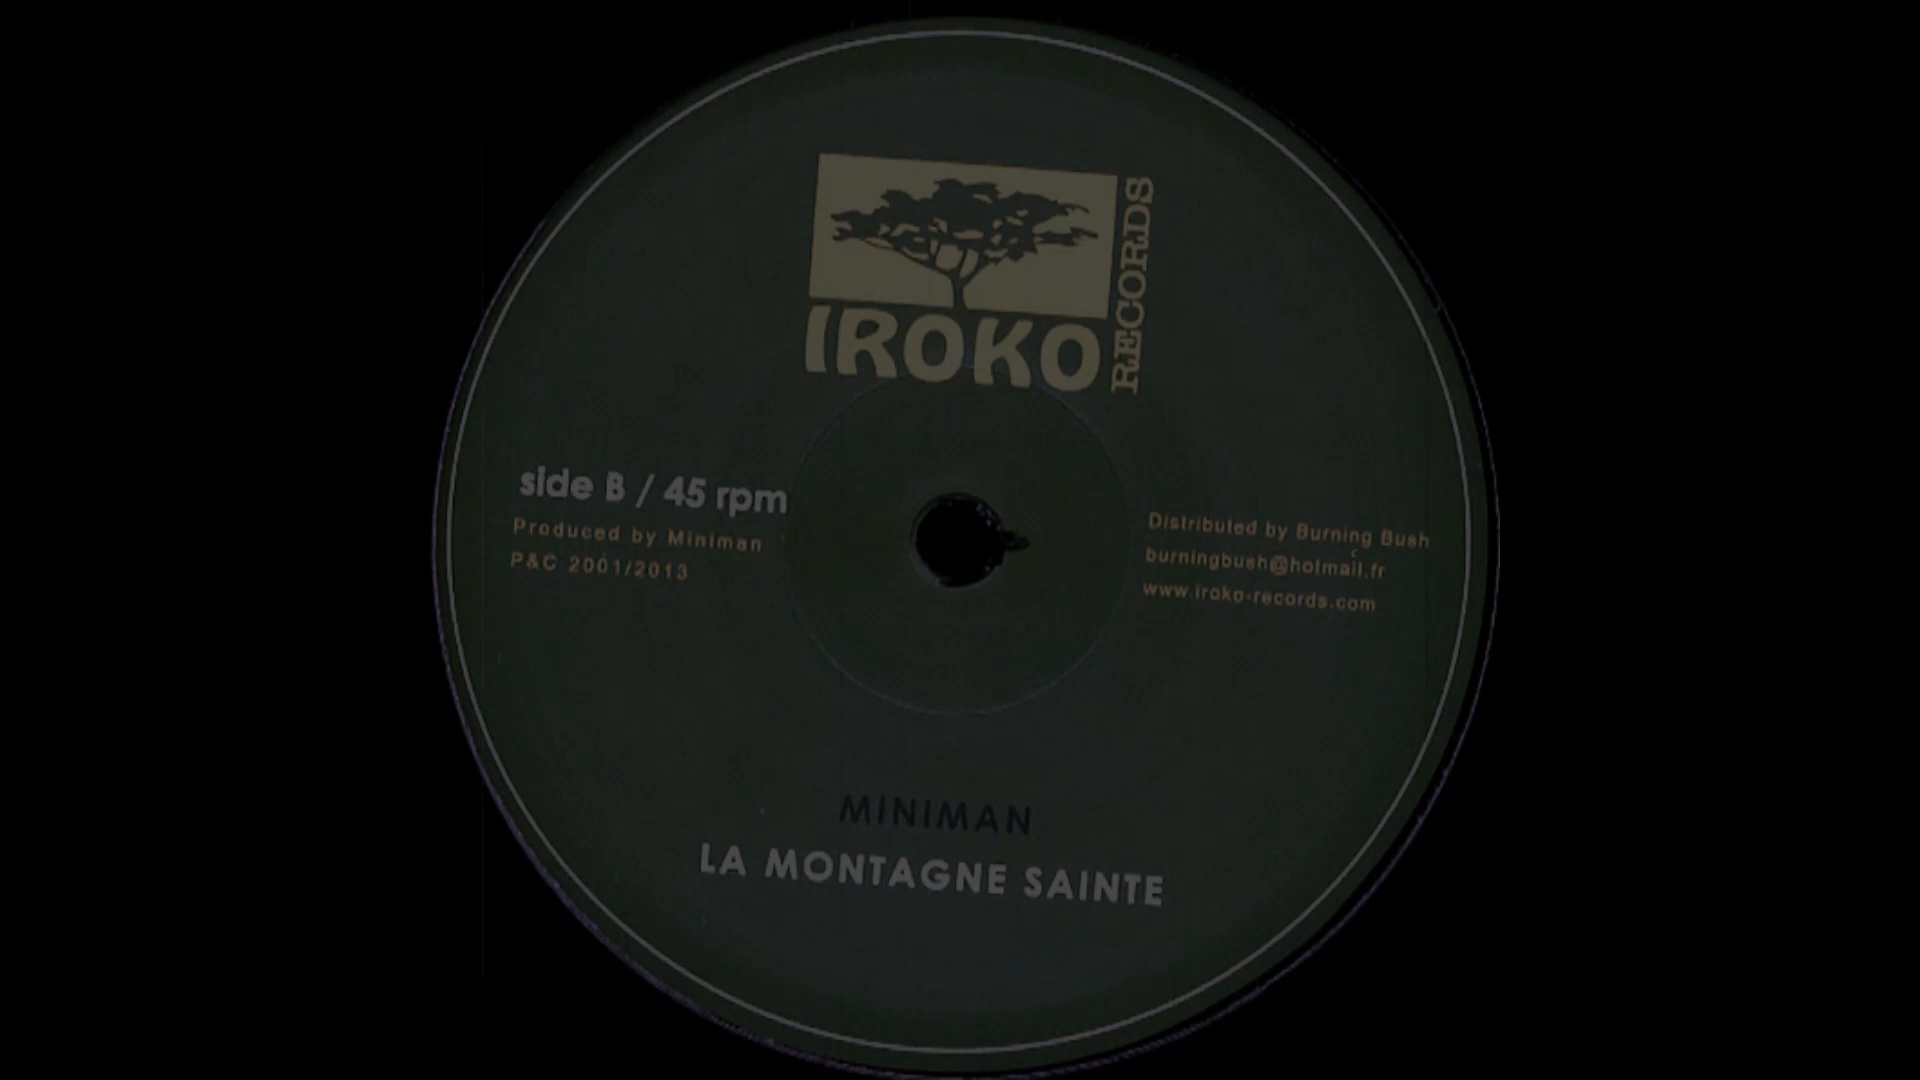 IROKO
RECORDS
side B / 45 rpm
Produced by Miniman
P&C 2001/2013
Distributed by Burning Bush
burningbush@hotmail.fr
www.iroko-records.com
MINIMAN
LA MONTAGNE SAINTE